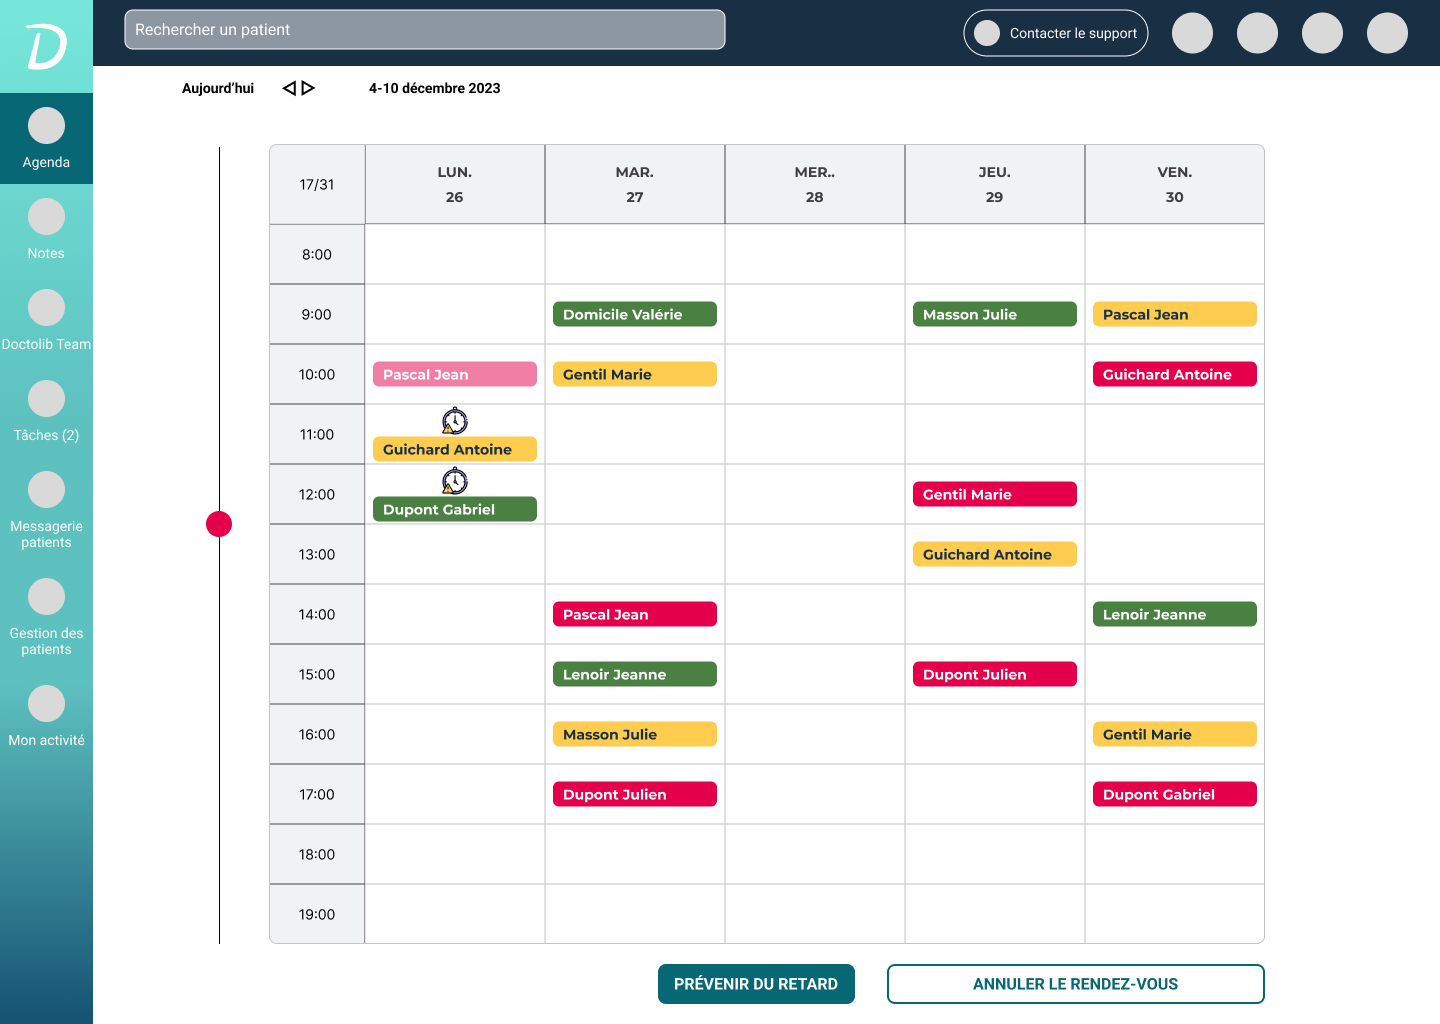 D
Rechercher un patient
Contacter le support
Aujourd’hui
4-10 décembre 2023
Agenda
Notes
Doctolib Team
Tâches (2)
Messagerie
patients
Gestion des
patients
Mon activité
17/31
LUN.
26
MAR.
27
MER..
28
JEU.
29
VEN.
30
8:00
9:00
Domicile Valérie
Masson Julie
Pascal Jean
10:00
Pascal Jean
Gentil Marie
Guichard Antoine
11:00
Guichard Antoine
12:00
Dupont Gabriel
Gentil Marie
13:00
Guichard Antoine
14:00
Pascal Jean
Lenoir Jeanne
15:00
Lenoir Jeanne
Dupont Julien
16:00
Masson Julie
Gentil Marie
17:00
Dupont Julien
Dupont Gabriel
18:00
19:00
PRÉVENIR DU RETARD
ANNULER LE RENDEZ-VOUS